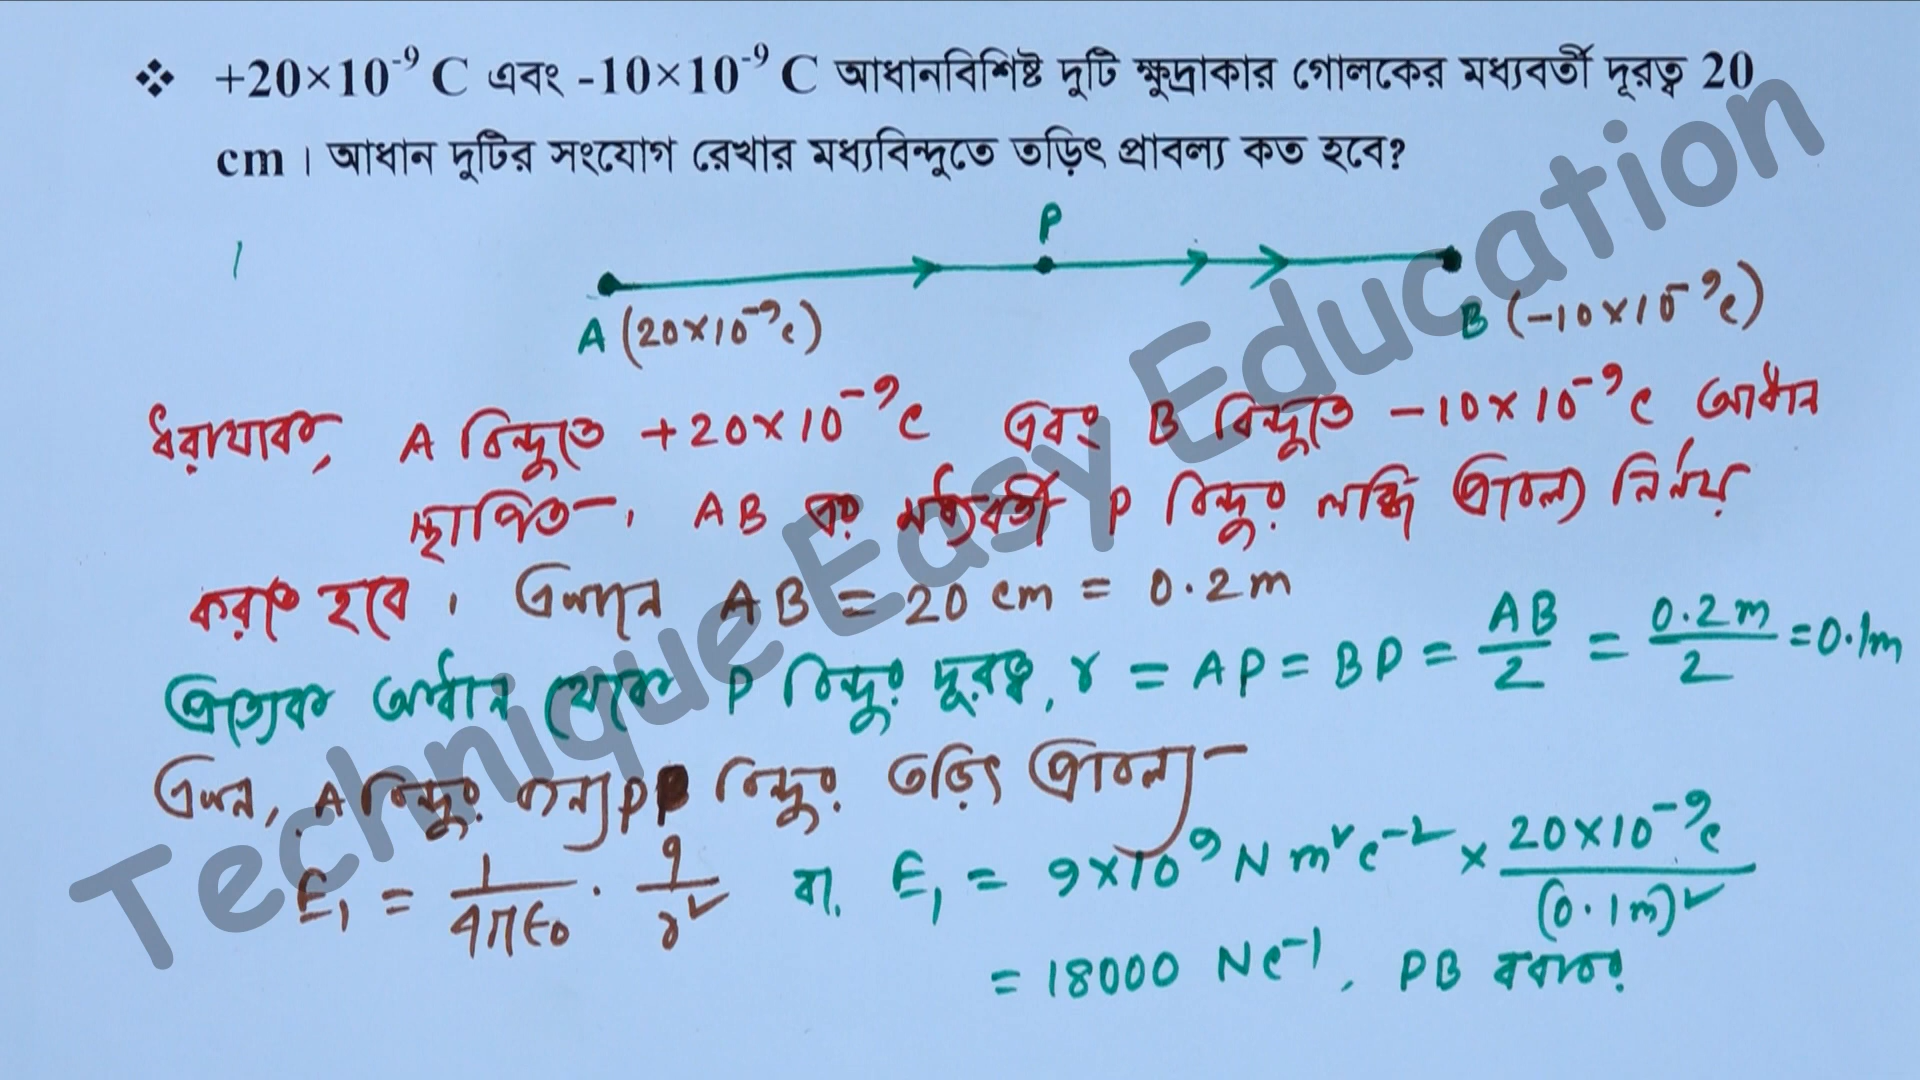 ❖ +20×10⁻⁹ C এবং -10×10⁻⁹ C আধানবিশিষ্ট দুটি ক্ষুদ্রাকার গোলকের মধ্যবর্তী দূরত্ব 20
cm । আধান দুটির সংযোগ রেখার মধ্যবিন্দুতে তড়িৎ প্রাবল্য কত হবে?
P
A (20×10⁻⁹C) B (-10×10⁻⁹C)
ধরাযাক, A বিন্দুতে +20×10⁻⁹C এবং B বিন্দুতে -10×10⁻⁹C আধান
স্থাপিত । AB এর মধ্যবর্তী P বিন্দুর লব্ধি প্রাবল্য নির্ণয়
করতে হবে । এখানে AB = 20 cm = 0.2m
প্রত্যেক আধান থেকে P বিন্দুর দূরত্ব, r = AP = BP = AB/2 = 0.2m/2 = 0.1m
এখন, A বিন্দুর জন্য P বিন্দুর তড়িৎ প্রাবল্য
E₁ = 1/4πε₀ · q/r² বা, E₁ = 9×10⁹ N m²C⁻² × 20×10⁻⁹C/(0.1m)²
= 18000 NC⁻¹, PB বরাবর
Technique Easy Education